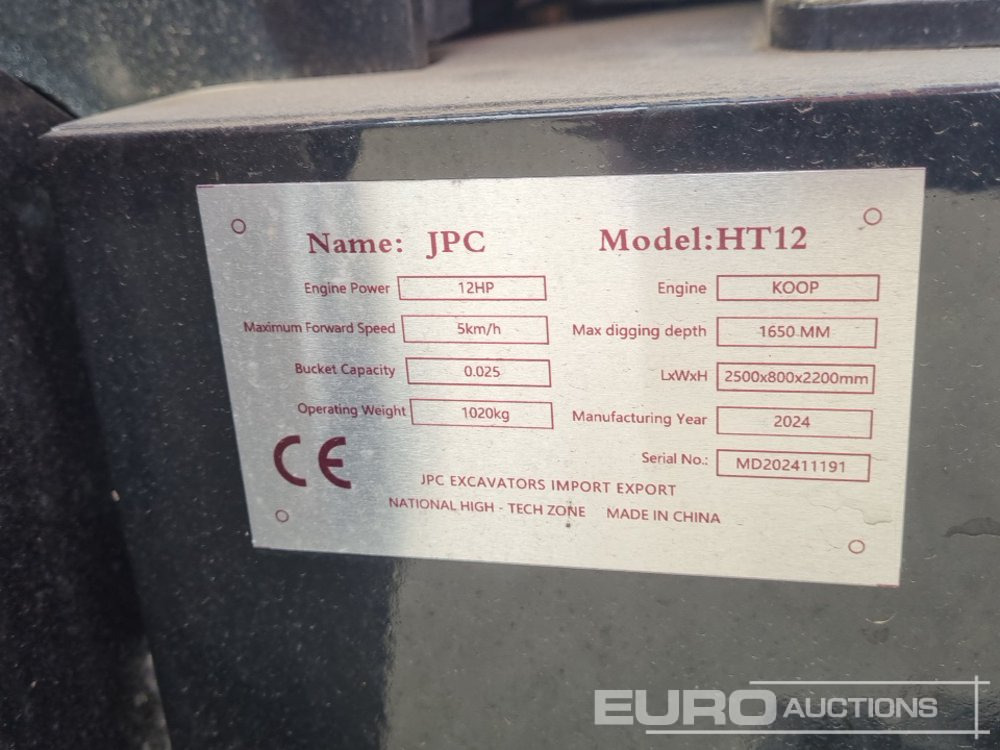 Name: JPC Model:HT12
Engine Power 12HP Engine KOOP
Maximum Forward Speed 5km/h Max digging depth 1650 MM
Bucket Capacity 0.025 LxWxH 2500x800x2200mm
Operating Weight 1020kg Manufacturing Year 2024
Serial No.: MD202411191
CE
JPC EXCAVATORS IMPORT EXPORT
NATIONAL HIGH - TECH ZONE MADE IN CHINA
EURO AUCTIONS